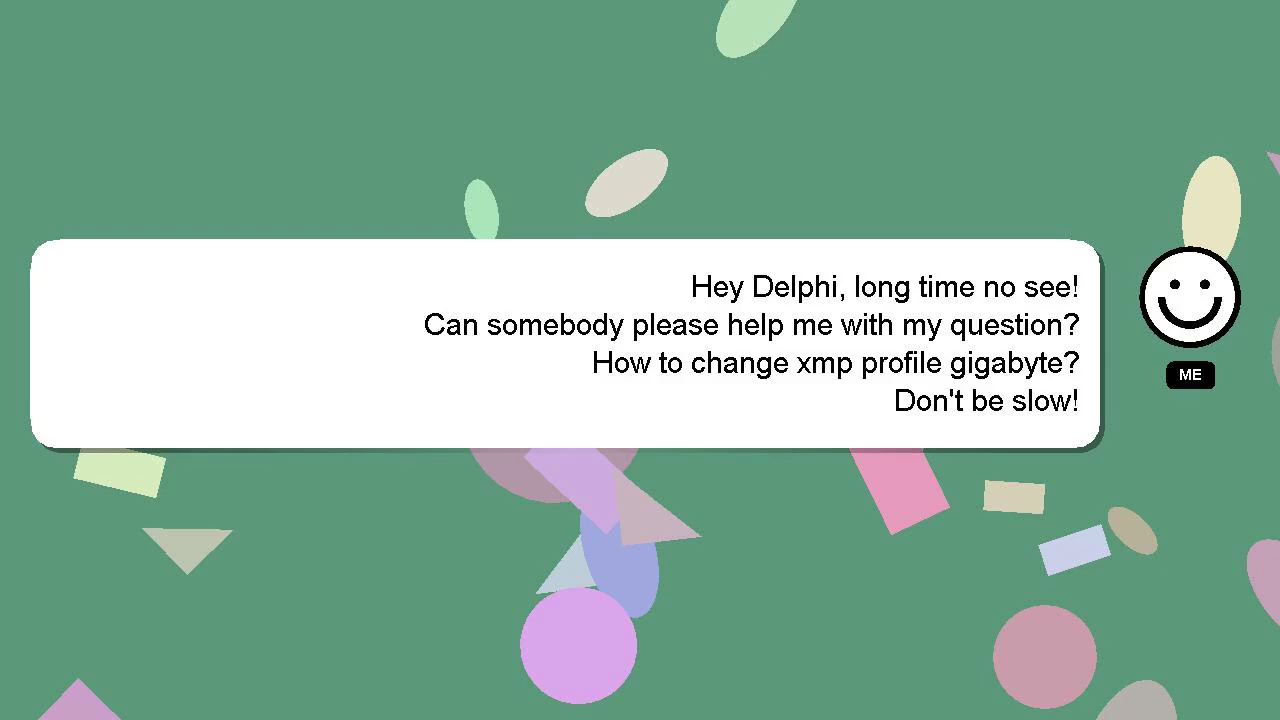 Hey Delphi, long time no see!
Can somebody please help me with my question?
How to change xmp profile gigabyte?
Don't be slow!
ME